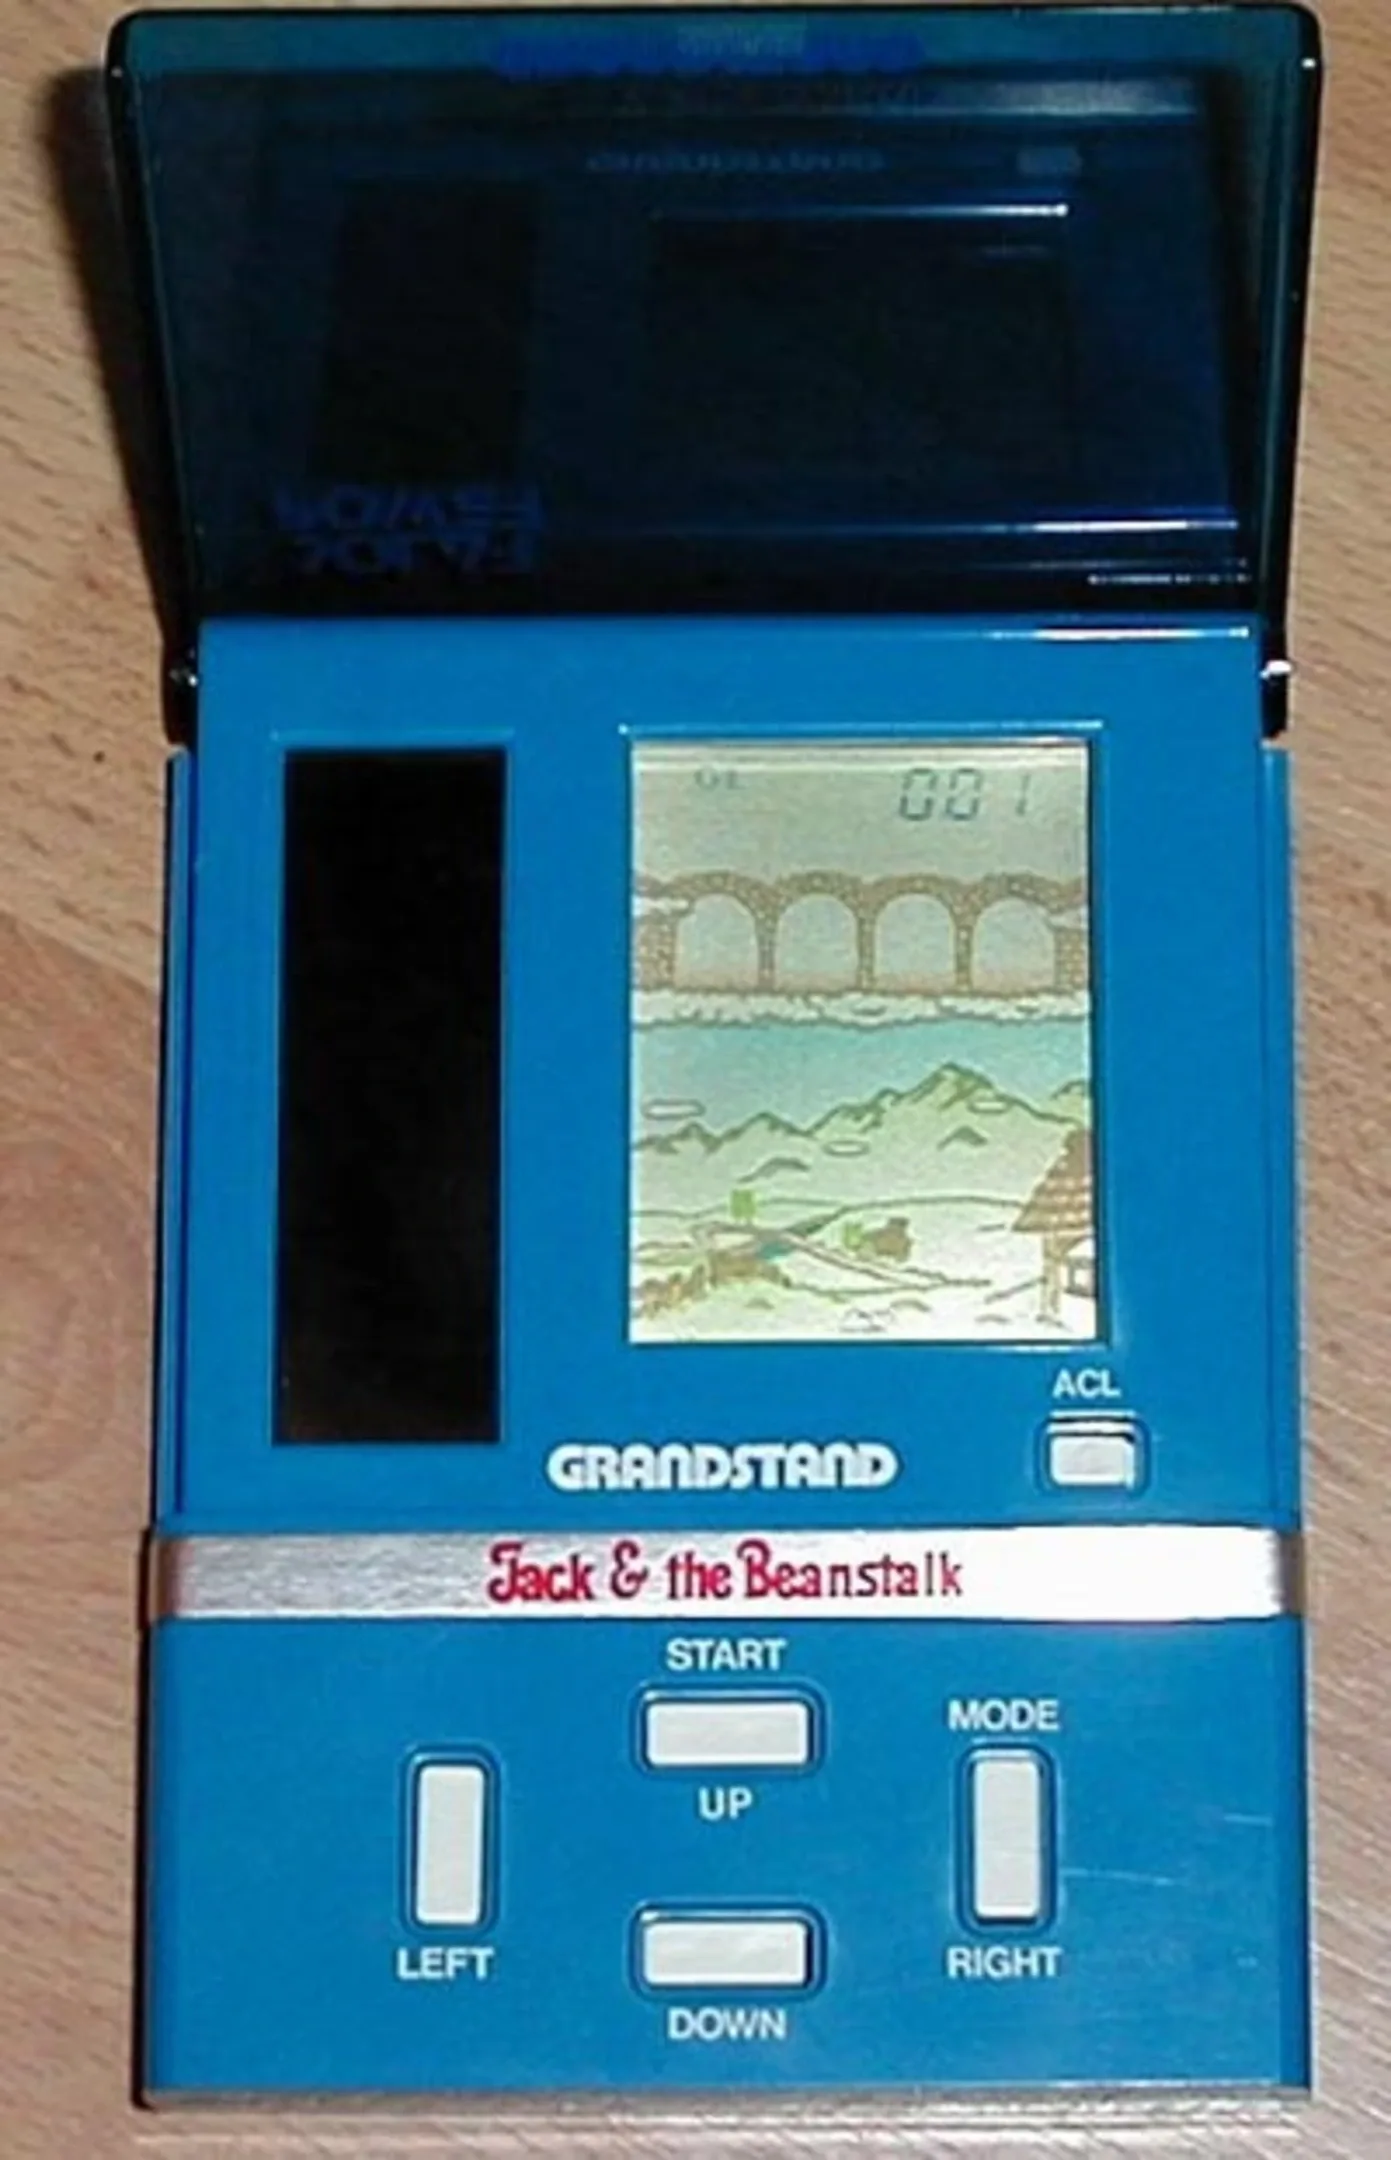 001
ACL
GRANDSTAND
Jack & the Beanstalk
START
MODE
UP
LEFT
RIGHT
DOWN